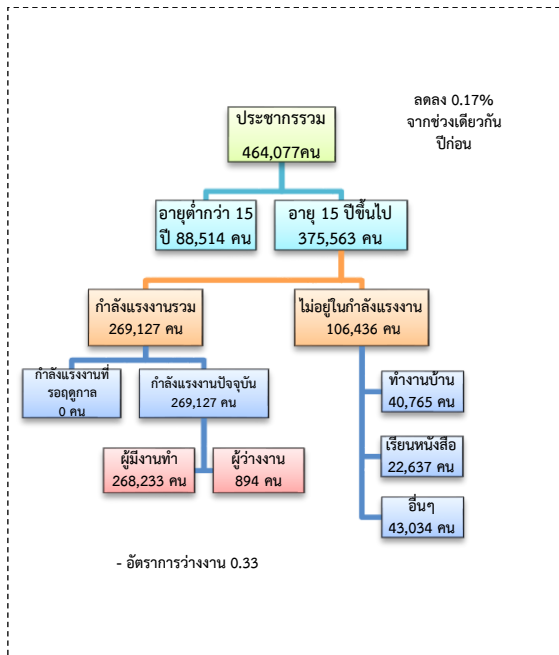 ลดลง 0.17%
จากช่วงเดียวกัน
ปีก่อน
ประชากรรวม
464,077คน
อายุต่ำกว่า 15
ปี 88,514 คน
อายุ 15 ปีขึ้นไป
375,563 คน
กำลังแรงงานรวม
269,127 คน
ไม่อยู่ในกำลังแรงงาน
106,436 คน
กำลังแรงงานที่
รอฤดูกาล
0 คน
กำลังแรงงานปัจจุบัน
269,127 คน
ทำงานบ้าน
40,765 คน
ผู้มีงานทำ
268,233 คน
ผู้ว่างงาน
894 คน
เรียนหนังสือ
22,637 คน
อื่นๆ
43,034 คน
- อัตราการว่างงาน 0.33